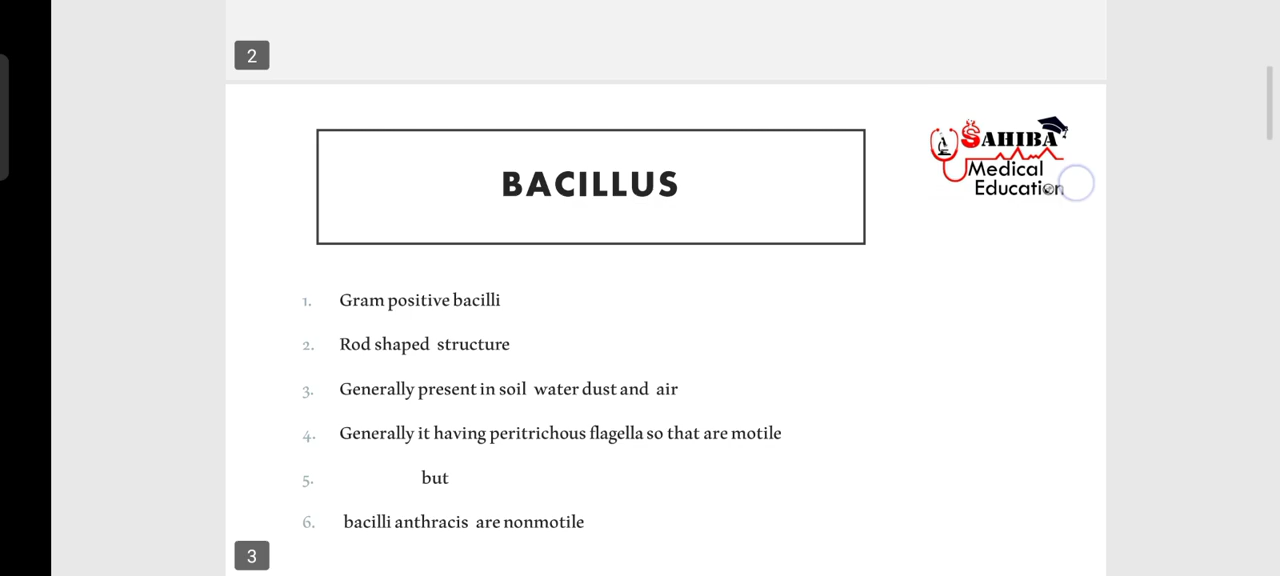 2
BACILLUS
SAHIBA
Medical
Education
1. Gram positive bacilli
2. Rod shaped structure
3. Generally present in soil water dust and air
4. Generally it having peritrichous flagella so that are motile
5. but
6. bacilli anthracis are nonmotile
3